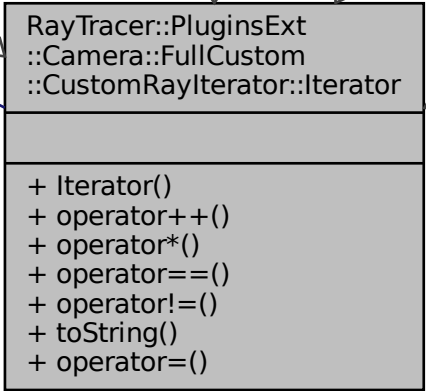 RayTracer::PluginsExt
::Camera::FullCustom
::CustomRayIterator::Iterator
+ Iterator()
+ operator++()
+ operator*()
+ operator==()
+ operator!=()
+ toString()
+ operator=()